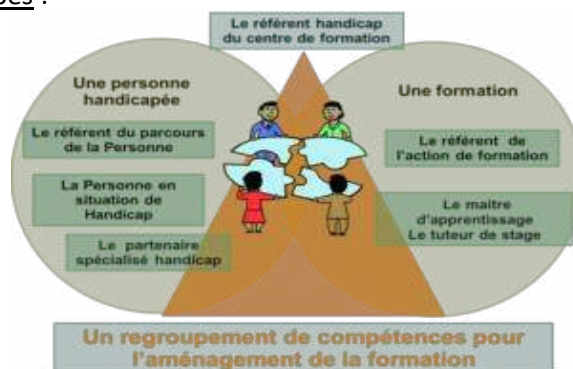 Le référent handicap
du centre de formation
Une personne
handicapée
Le référent du parcours
de la Personne
La Personne en
situation de
Handicap
Le partenaire
spécialisé handicap
Une formation
Le référent de
l'action de formation
Le maitre
d'apprentissage
Le tuteur de stage
Un regroupement de compétences pour
l'aménagement de la formation